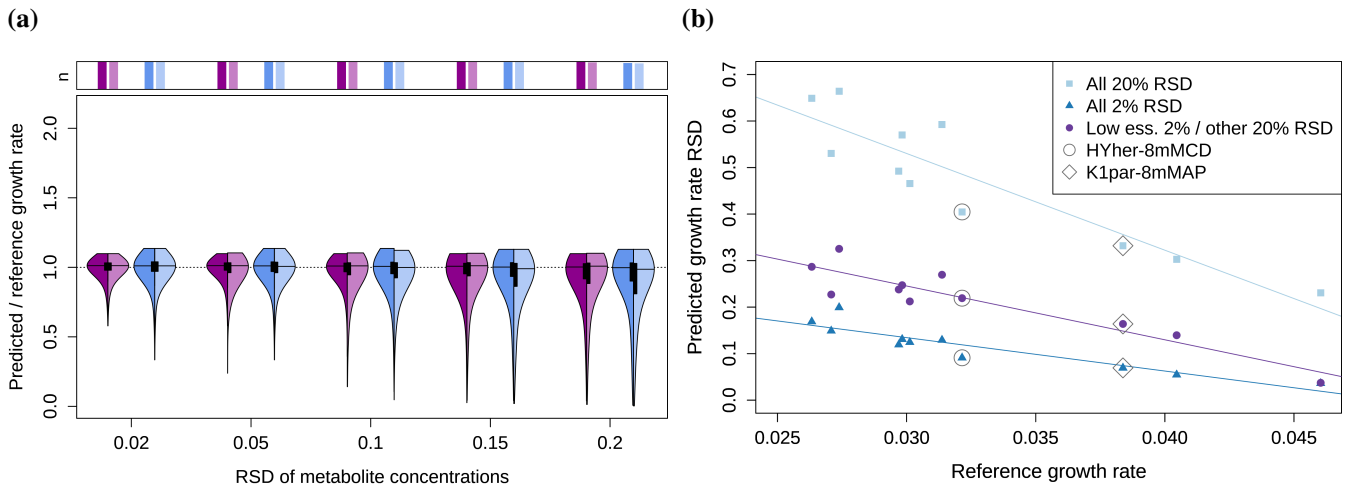 (a)
n
Predicted / reference growth rate
2.0
1.5
1.0
0.5
0.0
0.02 0.05 0.1 0.15 0.2
RSD of metabolite concentrations
(b)
Predicted growth rate RSD
0.7
0.6
0.5
0.4
0.3
0.2
0.1
0.0
All 20% RSD
All 2% RSD
Low ess. 2% / other 20% RSD
HYher-8mMCD
K1par-8mMAP
0.025 0.030 0.035 0.040 0.045
Reference growth rate